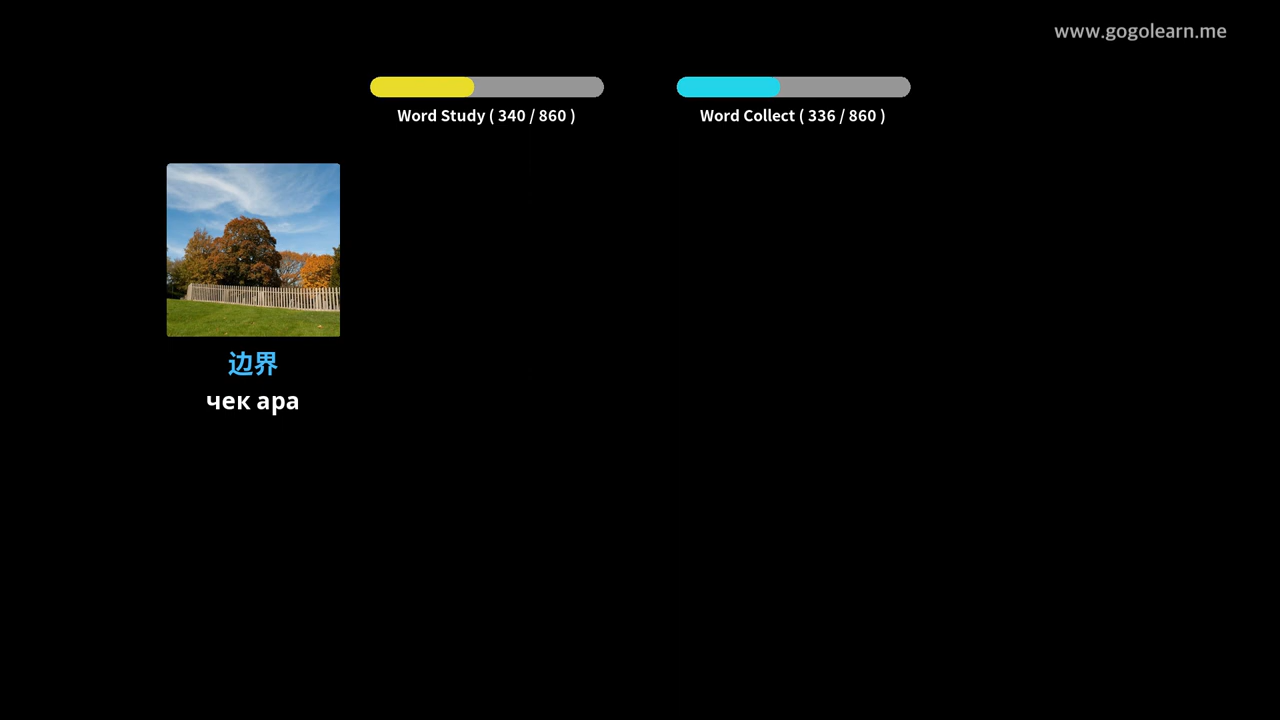 www.gogolearn.me
Word Study ( 340 / 860 )
Word Collect ( 336 / 860 )
边界
чек ара